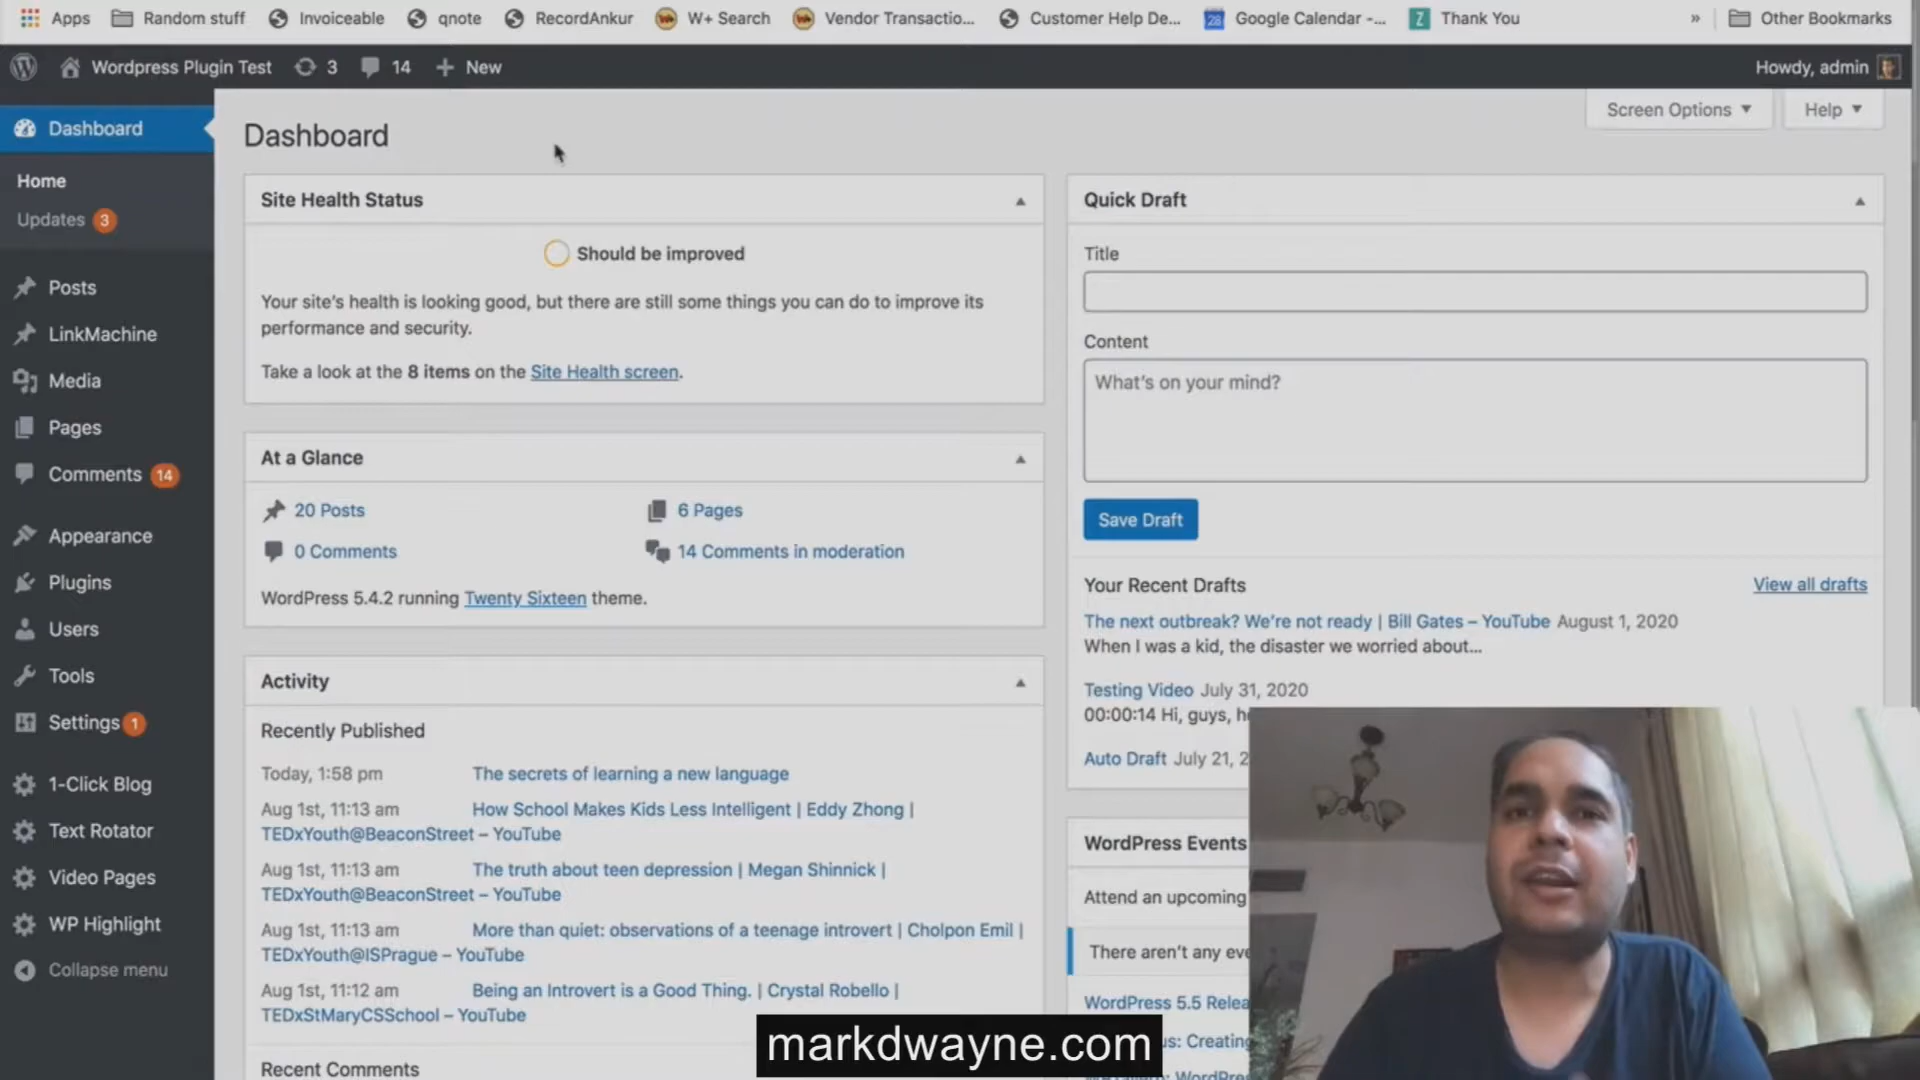 Apps Random stuff Invoiceable qnote RecordAnkur W+ Search Vendor Transactio... Customer Help De... Google Calendar -... Thank You » Other Bookmarks
Wordpress Plugin Test 3 14 + New Howdy, admin
Screen Options Help
Dashboard
Home
Updates 3
Posts
LinkMachine
Media
Pages
Comments 14
Appearance
Plugins
Users
Tools
Settings 1
1-Click Blog
Text Rotator
Video Pages
WP Highlight
Collapse menu
Dashboard
Site Health Status
Should be improved
Your site's health is looking good, but there are still some things you can do to improve its
performance and security.
Take a look at the 8 items on the Site Health screen.
At a Glance
20 Posts 6 Pages
0 Comments 14 Comments in moderation
WordPress 5.4.2 running Twenty Sixteen theme.
Activity
Recently Published
Today, 1:58 pm The secrets of learning a new language
Aug 1st, 11:13 am How School Makes Kids Less Intelligent | Eddy Zhong |
TEDxYouth@BeaconStreet – YouTube
Aug 1st, 11:13 am The truth about teen depression | Megan Shinnick |
TEDxYouth@BeaconStreet – YouTube
Aug 1st, 11:13 am More than quiet: observations of a teenage introvert | Cholpon Emil |
TEDxYouth@ISPrague – YouTube
Aug 1st, 11:12 am Being an Introvert is a Good Thing. | Crystal Robello |
TEDxStMaryCSSchool – YouTube
Recent Comments
Quick Draft
Title
Content
What's on your mind?
Save Draft
Your Recent Drafts View all drafts
The next outbreak? We're not ready | Bill Gates – YouTube August 1, 2020
When I was a kid, the disaster we worried about...
Testing Video July 31, 2020
00:00:14 Hi, guys, h
Auto Draft July 21, 2
WordPress Events
Attend an upcoming
There aren't any eve
WordPress 5.5 Relea
us: Creating
markdwayne.com